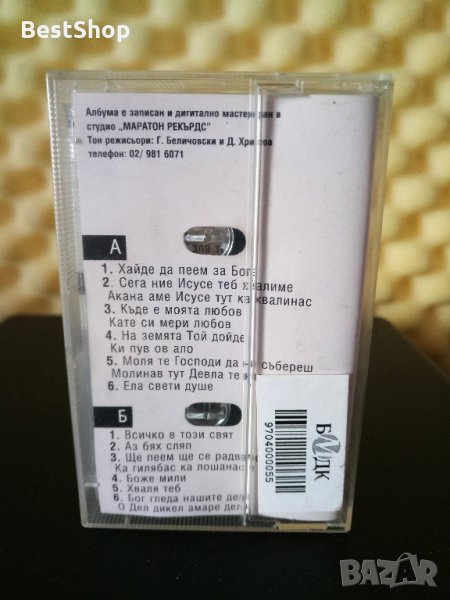 BestShop
Албума е записан и дигитално мастериран в
студио „МАРАТОН РЕКЪРДС"
Тон режисьори: Г. Беличовски и Д. Христов
телефон: 02/ 981 6071
А
1. Хайде да пеем за Бога
2. Сега ние Исусе теб хвалиме
Акана аме Исусе тут ка хвалинас
3. Къде е моята любов
Кате си мери любов
4. На земята Той дойде
Ки пув ов ало
5. Моля те Господи да ни събереш
Молинав тут Девла те
6. Ела свети душе
Б
1. Всичко в този свят
2. Аз бях сляп
3. Ще пеем ще се радваме
Ка гилябас ка лошанас
4. Боже мили
5. Хваля теб
6. Бог гледа нашите дела
О Дел дикел амаре
БМДК
9704000055
BAZAR